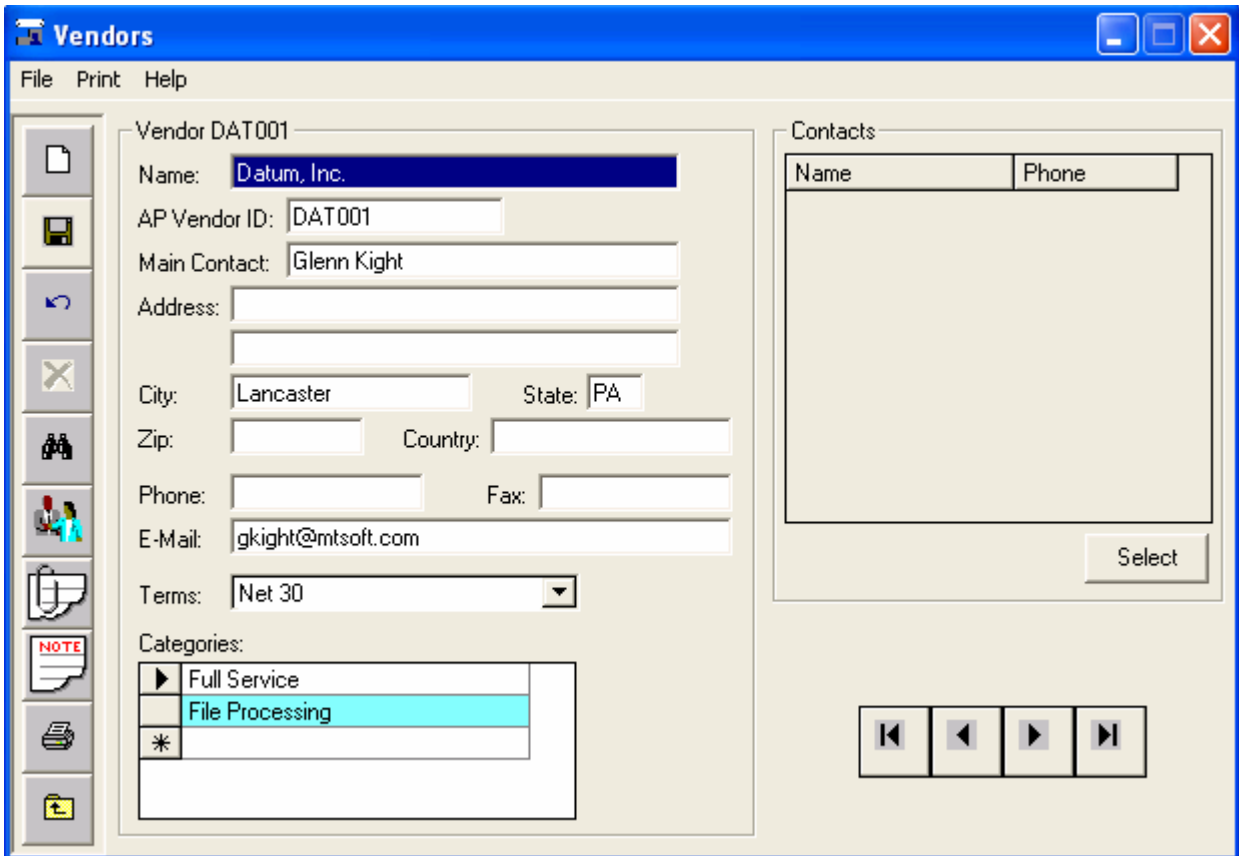 Vendors
File Print Help
Vendor DAT001
Name: Datum, Inc.
AP Vendor ID: DAT001
Main Contact: Glenn Kight
Address:
City: Lancaster State: PA
Zip: Country:
Phone: Fax:
E-Mail: gkight@mtsoft.com
Terms: Net 30
Categories:
Full Service
File Processing
Contacts
Name Phone
Select
NOTE